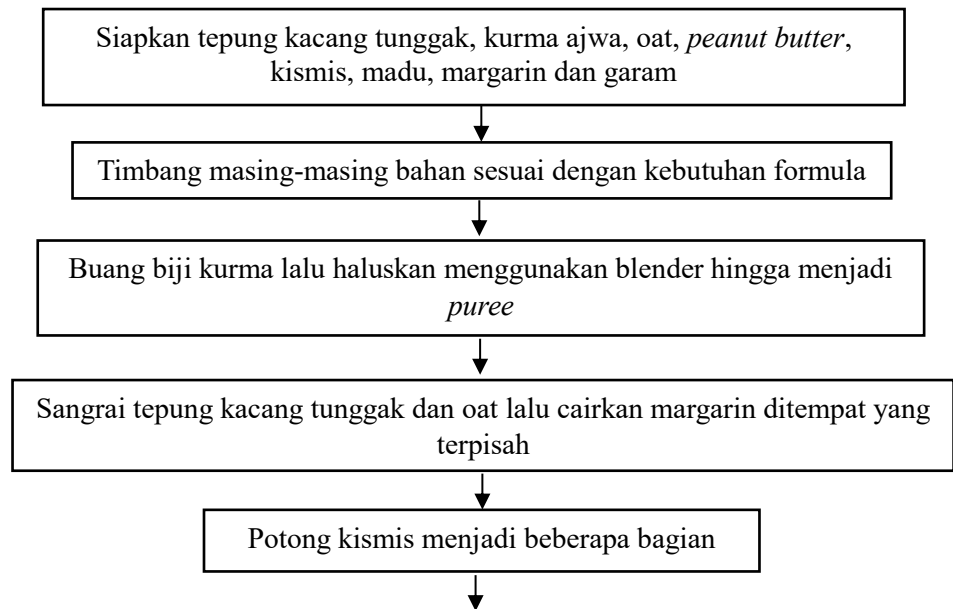 Siapkan tepung kacang tunggak, kurma ajwa, oat, peanut butter,
kismis, madu, margarin dan garam
Timbang masing-masing bahan sesuai dengan kebutuhan formula
Buang biji kurma lalu haluskan menggunakan blender hingga menjadi
puree
Sangrai tepung kacang tunggak dan oat lalu cairkan margarin ditempat yang
terpisah
Potong kismis menjadi beberapa bagian